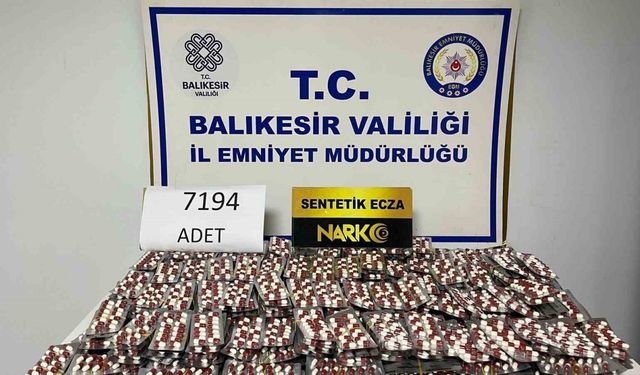 T.C.
BALIKESİR
VALİLİĞİ
BALIKESİR EMNİYET MÜDÜRLÜĞÜ
EGM
T.C.
BALIKESİR VALİLİĞİ
İL EMNİYET MÜDÜRLÜĞÜ
7194
ADET
SENTETİK ECZA
NARKO